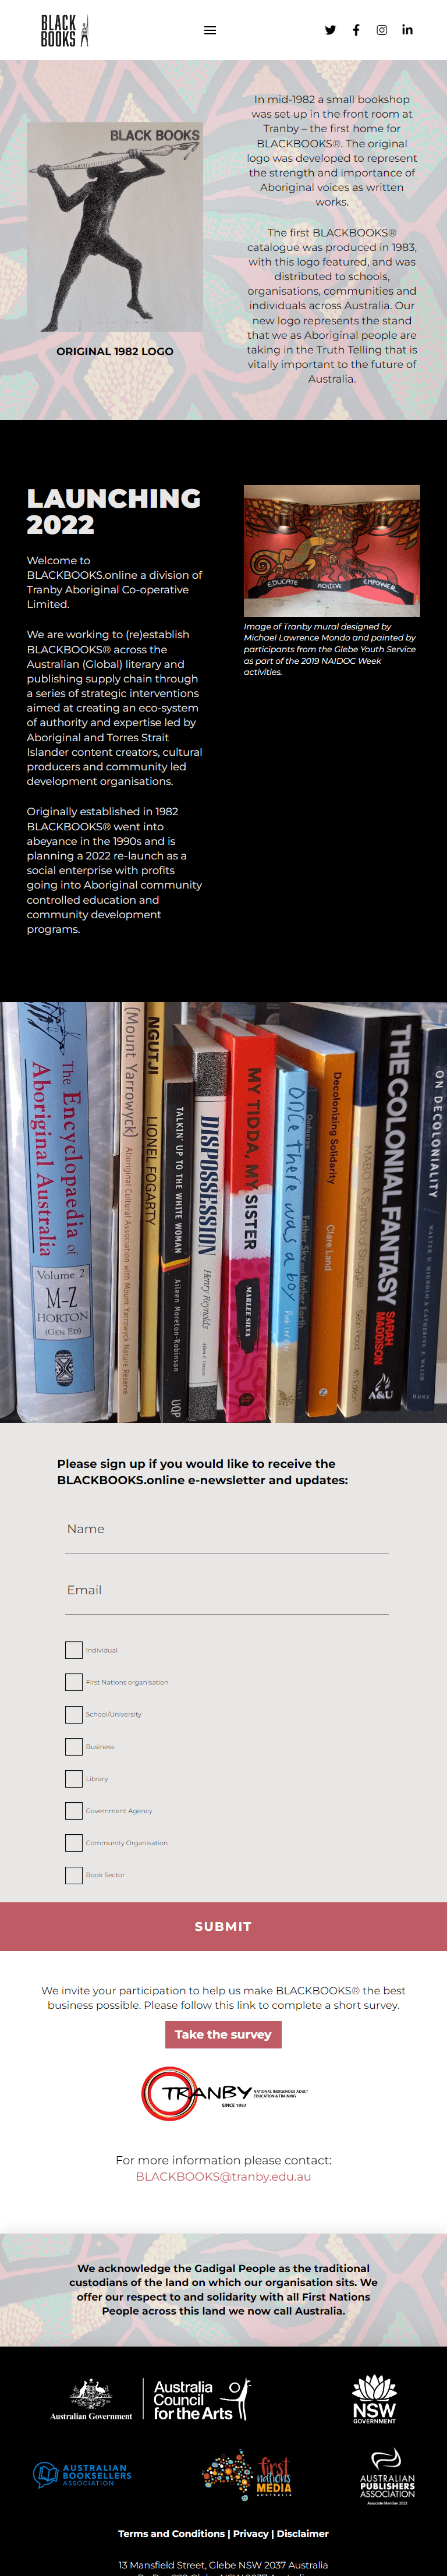 BLACK
BOOKS
BLACK BOOKS
ORIGINAL 1982 LOGO
In mid-1982 a small bookshop
was set up in the front room at
Tranby – the first home for
BLACKBOOKS®. The original
logo was developed to represent
the strength and importance of
Aboriginal voices as written
works.
The first BLACKBOOKS®
catalogue was produced in 1983,
with this logo featured, and was
distributed to schools,
organisations, communities and
individuals across Australia. Our
new logo represents the stand
that we as Aboriginal people are
taking in the Truth Telling that is
vitally important to the future of
Australia.
LAUNCHING
2022
Welcome to
BLACKBOOKS.online a division of
Tranby Aboriginal Co-operative
Limited.
We are working to (re)establish
BLACKBOOKS® across the
Australian (Global) literary and
publishing supply chain through
a series of strategic interventions
aimed at creating an eco-system
of authority and expertise led by
Aboriginal and Torres Strait
Islander content creators, cultural
producers and community led
development organisations.
Originally established in 1982
BLACKBOOKS® went into
abeyance in the 1990s and is
planning a 2022 re-launch as a
social enterprise with profits
going into Aboriginal community
controlled education and
community development
programs.
EDUCATE ACHIEVE EMPOWER
Image of Tranby mural designed by
Michael Lawrence Mondo and painted by
participants from the Glebe Youth Service
as part of the 2019 NAIDOC Week
activities.
The Encyclopaedia of
Aboriginal Australia
Volume 2
M-Z
HORTON
(GEN ED)
(Mount Yarrowyck)
Aboriginal Cultural Association with Mount Yarrowyck Nature Reserve
NGUTJI
LIONEL FOGARTY
TALKIN' UP TO THE WHITE WOMAN
Aileen Moreton-Robinson
UQP
DISPOSSESSION
Henry Reynolds
MY TIDDA, MY SISTER
MARLEE SILVA
Once there was a boy
Decolonizing Solidarity
Clare Land
THE COLONIAL FANTASY
SARAH
MADDISON
A&U
ON DECOLONIALITY
WALTER D. MIGNOLO & CATHERINE E. WALSH
DUKE
Please sign up if you would like to receive the
BLACKBOOKS.online e-newsletter and updates:
Name
Email
Individual
First Nations organisation
School/University
Business
Library
Government Agency
Community Organisation
Book Sector
SUBMIT
We invite your participation to help us make BLACKBOOKS® the best
business possible. Please follow this link to complete a short survey.
Take the survey
TRANBY
NATIONAL INDIGENOUS ADULT
EDUCATION & TRAINING
SINCE 1957
For more information please contact:
BLACKBOOKS@tranby.edu.au
We acknowledge the Gadigal People as the traditional
custodians of the land on which our organisation sits. We
offer our respect to and solidarity with all First Nations
People across this land we now call Australia.
Australian Government
Australia
Council
for the Arts
NSW
GOVERNMENT
AUSTRALIAN
BOOKSELLERS
ASSOCIATION
first
nations
MEDIA
AUSTRALIA
AUSTRALIAN
PUBLISHERS
ASSOCIATION
Associate Member 2022
Terms and Conditions | Privacy | Disclaimer
13 Mansfield Street, Glebe NSW 2037 Australia